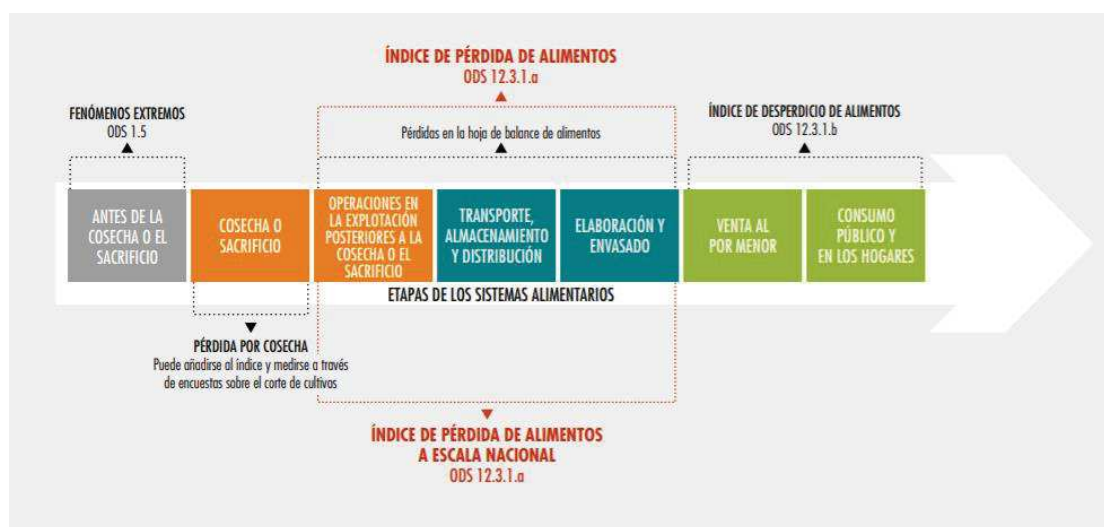 ÍNDICE DE PÉRDIDA DE ALIMENTOS
ODS 12.3.1.a
FENÓMENOS EXTREMOS
ODS 1.5
Pérdidas en la hoja de balance de alimentos
ÍNDICE DE DESPERDICIO DE ALIMENTOS
ODS 12.3.1.b
ANTES DE LA
COSECHA O EL
SACRIFICIO
COSECHA O
SACRIFICIO
OPERACIONES EN
LA EXPLOTACIÓN
POSTERIORES A LA
COSECHA O EL
SACRIFICIO
TRANSPORTE,
ALMACENAMIENTO
Y DISTRIBUCIÓN
ELABORACIÓN Y
ENVASADO
VENTA AL
POR MENOR
CONSUMO
PÚBLICO Y
EN LOS HOGARES
ETAPAS DE LOS SISTEMAS ALIMENTARIOS
PÉRDIDA POR COSECHA
Puede añadirse al índice y medirse a través
de encuestas sobre el corte de cultivos
ÍNDICE DE PÉRDIDA DE ALIMENTOS
A ESCALA NACIONAL
ODS 12.3.1.a